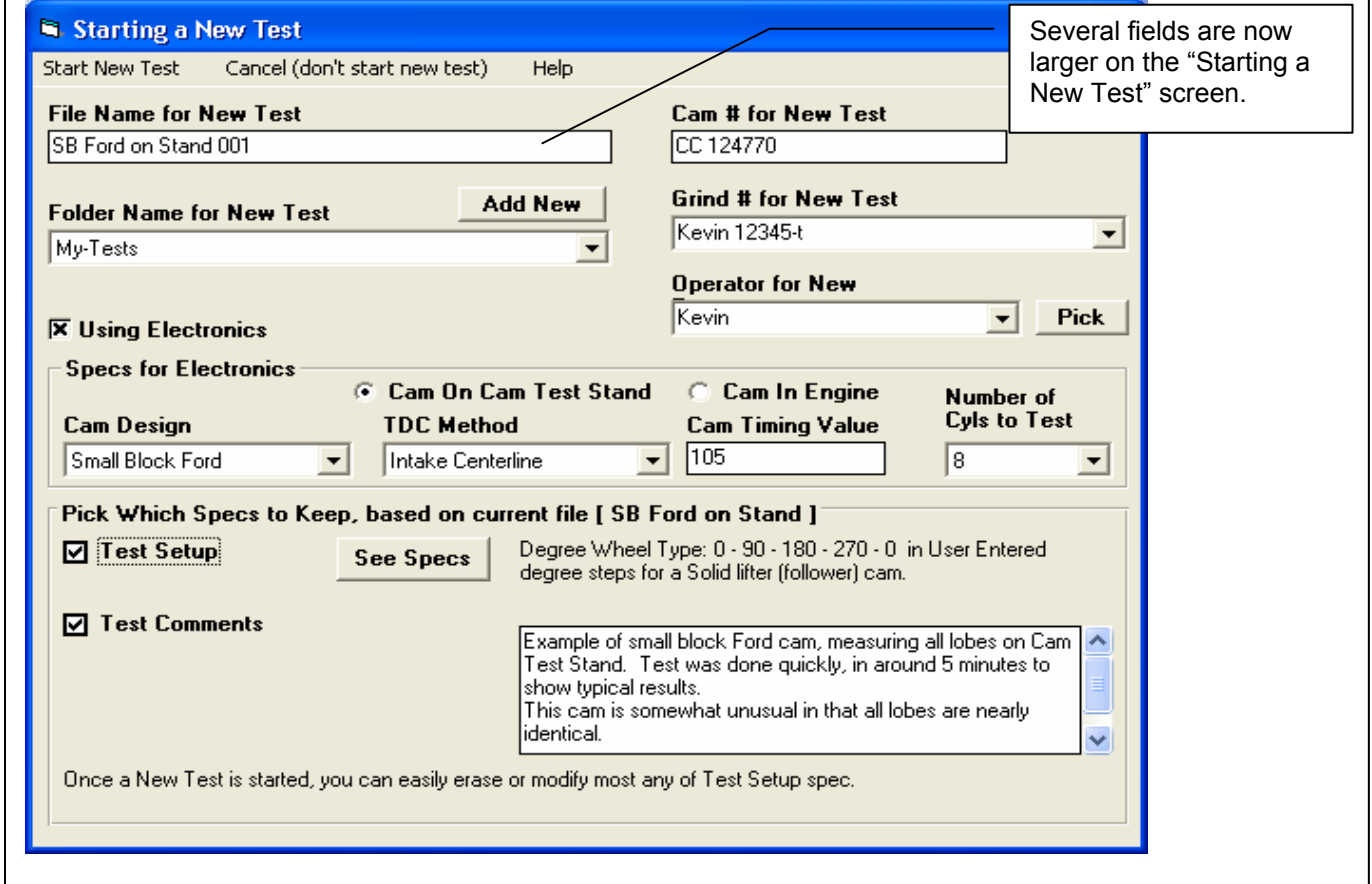 Starting a New Test
Several fields are now
larger on the “Starting a
New Test” screen.
Start New Test Cancel (don't start new test) Help
File Name for New Test
SB Ford on Stand 001
Cam # for New Test
CC 124770
Folder Name for New Test
Add New
My-Tests
Grind # for New Test
Kevin 12345-t
Operator for New
Kevin
Pick
Using Electronics
Specs for Electronics
Cam On Cam Test Stand
Cam In Engine
Number of
Cyls to Test
Cam Design
TDC Method
Cam Timing Value
Small Block Ford
Intake Centerline
105
8
Pick Which Specs to Keep, based on current file [ SB Ford on Stand ]
Test Setup
See Specs
Degree Wheel Type: 0 - 90 - 180 - 270 - 0 in User Entered
degree steps for a Solid lifter (follower) cam.
Test Comments
Example of small block Ford cam, measuring all lobes on Cam
Test Stand. Test was done quickly, in around 5 minutes to
show typical results.
This cam is somewhat unusual in that all lobes are nearly
identical.
Once a New Test is started, you can easily erase or modify most any of Test Setup spec.